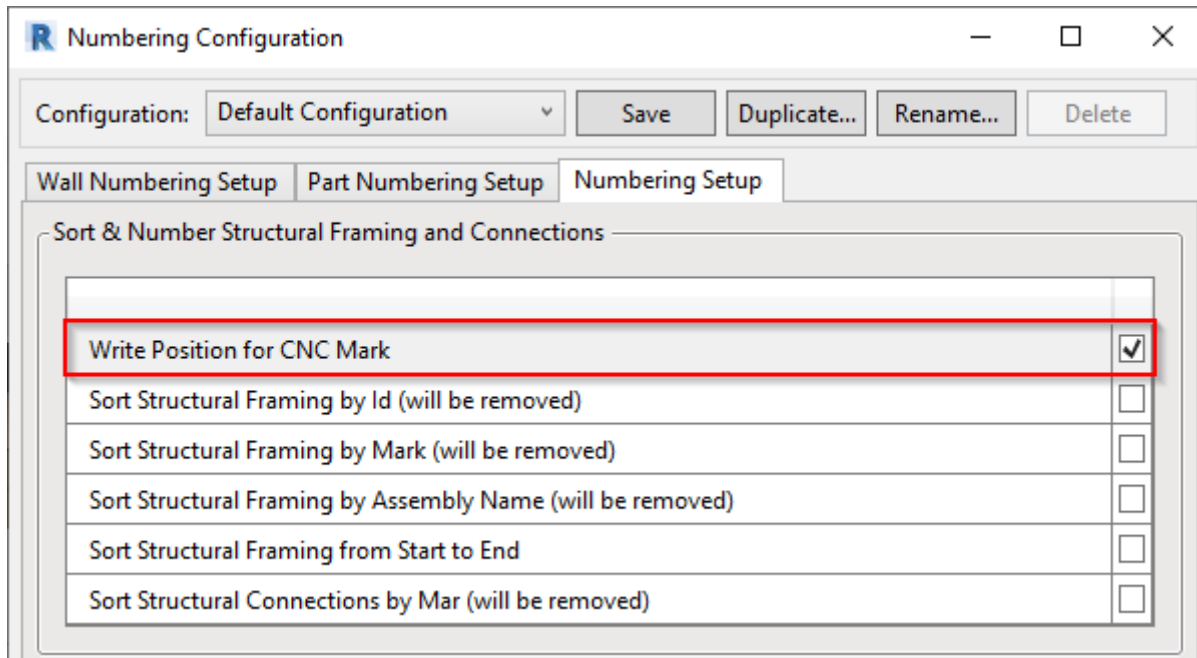 Numbering Configuration
Configuration: Default Configuration Save Duplicate... Rename... Delete
Wall Numbering Setup Part Numbering Setup Numbering Setup
Sort & Number Structural Framing and Connections
Write Position for CNC Mark
Sort Structural Framing by Id (will be removed)
Sort Structural Framing by Mark (will be removed)
Sort Structural Framing by Assembly Name (will be removed)
Sort Structural Framing from Start to End
Sort Structural Connections by Mar (will be removed)